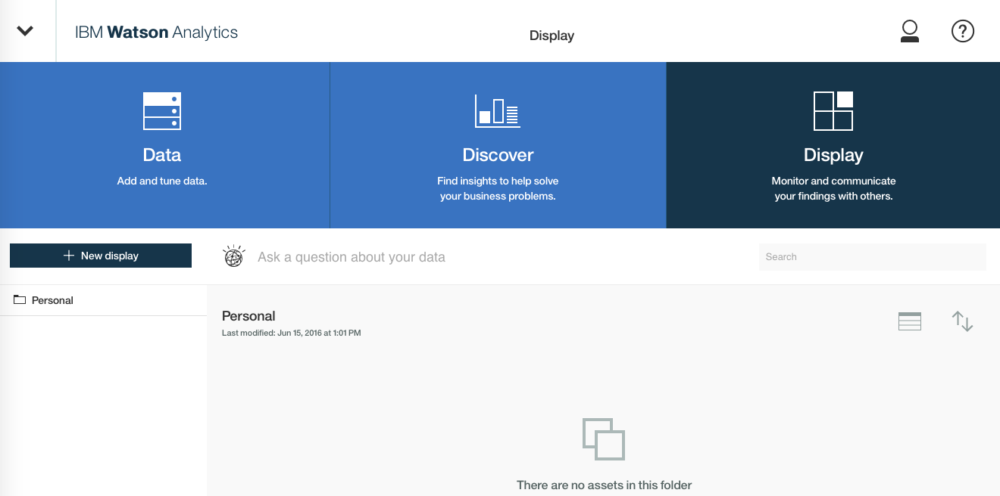 IBM Watson Analytics
Display
?
Data
Add and tune data.
Discover
Find insights to help solve
your business problems.
Display
Monitor and communicate
your findings with others.
New display
Ask a question about your data
Search
Personal
Personal
Last modified: Jun 15, 2016 at 1:01 PM
There are no assets in this folder